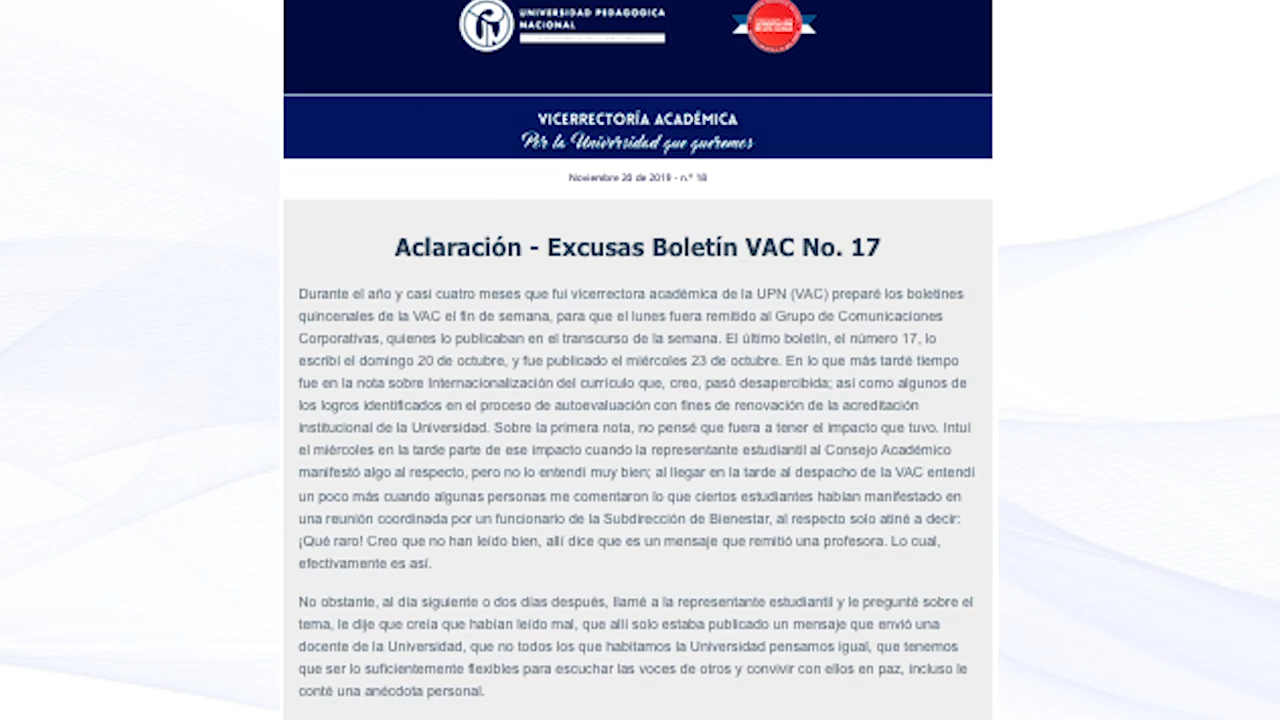 UNIVERSIDAD PEDAGOGICA
NACIONAL
VICERRECTORÍA ACADÉMICA
Por la Universidad que queremos
Noviembre 20 de 2019 - n.º 18
Aclaración - Excusas Boletín VAC No. 17
Durante el año y casi cuatro meses que fui vicerrectora académica de la UPN (VAC) preparé los boletines
quincenales de la VAC el fin de semana, para que el lunes fuera remitido al Grupo de Comunicaciones
Corporativas, quienes lo publicaban en el transcurso de la semana. El último boletín, el número 17, lo
escribí el domingo 20 de octubre, y fue publicado el miércoles 23 de octubre. En lo que más tardé tiempo
fue en la nota sobre Internacionalización del currículo que, creo, pasó desapercibida; así como algunos de
los logros identificados en el proceso de autoevaluación con fines de renovación de la acreditación
institucional de la Universidad. Sobre la primera nota, no pensé que fuera a tener el impacto que tuvo. Intuí
el miércoles en la tarde parte de ese impacto cuando la representante estudiantil al Consejo Académico
manifestó algo al respecto, pero no lo entendí muy bien; al llegar en la tarde al despacho de la VAC entendí
un poco más cuando algunas personas me comentaron lo que ciertos estudiantes habían manifestado en
una reunión coordinada por un funcionario de la Subdirección de Bienestar, al respecto solo atiné a decir:
¡Qué raro! Creo que no han leído bien, allí dice que es un mensaje que remitió una profesora. Lo cual,
efectivamente es así.
No obstante, al día siguiente o dos días después, llamé a la representante estudiantil y le pregunté sobre el
tema, le dije que creía que habían leído mal, que allí solo estaba publicado un mensaje que envió una
docente de la Universidad, que no todos los que habitamos la Universidad pensamos igual, que tenemos
que ser lo suficientemente flexibles para escuchar las voces de otros y convivir con ellos en paz, incluso le
conté una anécdota personal.